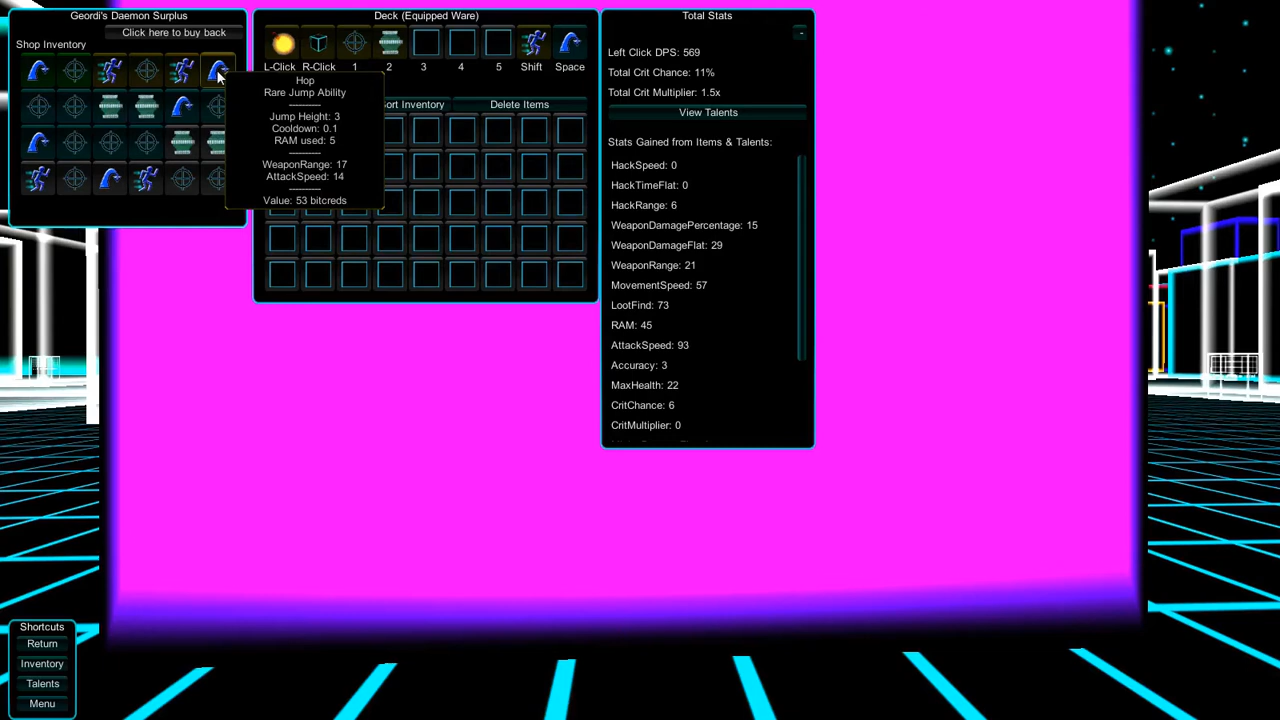 Geordi's Daemon Surplus
Click here to buy back
Shop Inventory
Hop
Rare Jump Ability
----------
Jump Height: 3
Cooldown: 0.1
RAM used: 5
----------
WeaponRange: 17
AttackSpeed: 14
----------
Value: 53 bitcreds
Deck (Equipped Ware)
L-Click R-Click 1 2 3 4 5 Shift Space
ort Inventory Delete Items
Total Stats
-
Left Click DPS: 569
Total Crit Chance: 11%
Total Crit Multiplier: 1.5x
View Talents
Stats Gained from Items & Talents:
HackSpeed: 0
HackTimeFlat: 0
HackRange: 6
WeaponDamagePercentage: 15
WeaponDamageFlat: 29
WeaponRange: 21
MovementSpeed: 57
LootFind: 73
RAM: 45
AttackSpeed: 93
Accuracy: 3
MaxHealth: 22
CritChance: 6
CritMultiplier: 0
Shortcuts
Return
Inventory
Talents
Menu